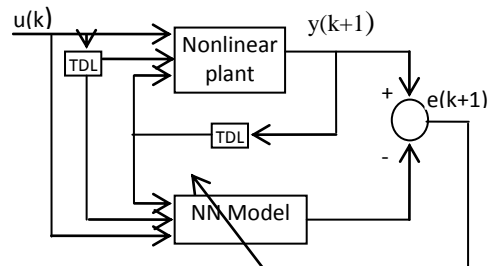 u(k)
Nonlinear
plant
y(k+1)
TDL
+
e(k+1)
TDL
-
NN Model